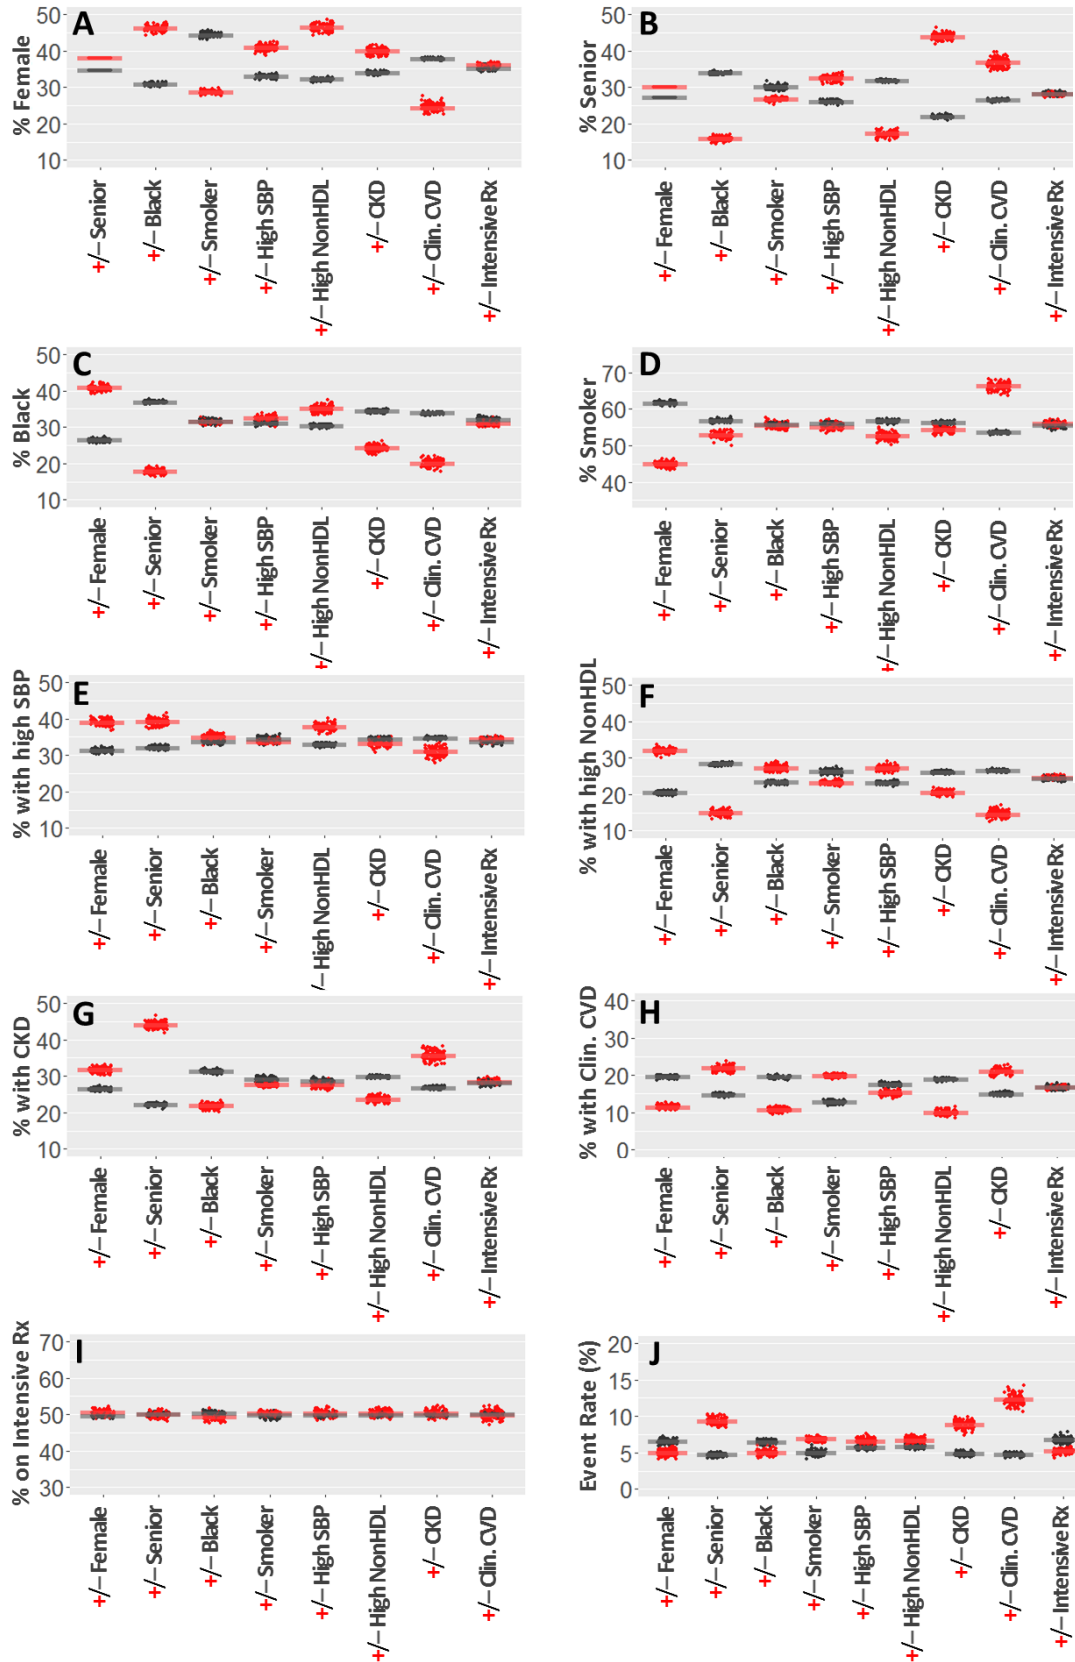 A
% Female
50
40
30
20
10
+/− Senior
+/− Black
+/− Smoker
+/− High SBP
+/− High NonHDL
+/− CKD
+/− Clin. CVD
+/− Intensive Rx
B
% Senior
50
40
30
20
10
+/− Female
+/− Black
+/− Smoker
+/− High SBP
+/− High NonHDL
+/− CKD
+/− Clin. CVD
+/− Intensive Rx
C
% Black
50
40
30
20
10
+/− Female
+/− Senior
+/− Smoker
+/− High SBP
+/− High NonHDL
+/− CKD
+/− Clin. CVD
+/− Intensive Rx
D
% Smoker
70
60
50
40
+/− Female
+/− Senior
+/− Black
+/− High SBP
+/− High NonHDL
+/− CKD
+/− Clin. CVD
+/− Intensive Rx
E
% with high SBP
50
40
30
20
10
+/− Female
+/− Senior
+/− Black
+/− Smoker
/− High NonHDL
+/− CKD
+/− Clin. CVD
+/− Intensive Rx
F
% with high NonHDL
50
40
30
20
10
+/− Female
+/− Senior
+/− Black
+/− Smoker
+/− High SBP
+/− CKD
+/− Clin. CVD
+/− Intensive Rx
G
% with CKD
50
40
30
20
10
+/− Female
+/− Senior
+/− Black
+/− Smoker
+/− High SBP
+/− High NonHDL
+/− Clin. CVD
+/− Intensive Rx
H
% with Clin. CVD
40
30
20
10
0
+/− Female
+/− Senior
+/− Black
+/− Smoker
+/− High SBP
+/− High NonHDL
+/− CKD
+/− Intensive Rx
I
% on Intensive Rx
70
60
50
40
30
+/− Female
+/− Senior
+/− Black
+/− Smoker
+/− High SBP
+/− High NonHDL
+/− CKD
+/− Clin. CVD
J
Event Rate (%)
20
15
10
5
0
+/− Female
+/− Senior
+/− Black
+/− Smoker
+/− High SBP
+/− High NonHDL
+/− CKD
+/− Clin. CVD
+/− Intensive Rx